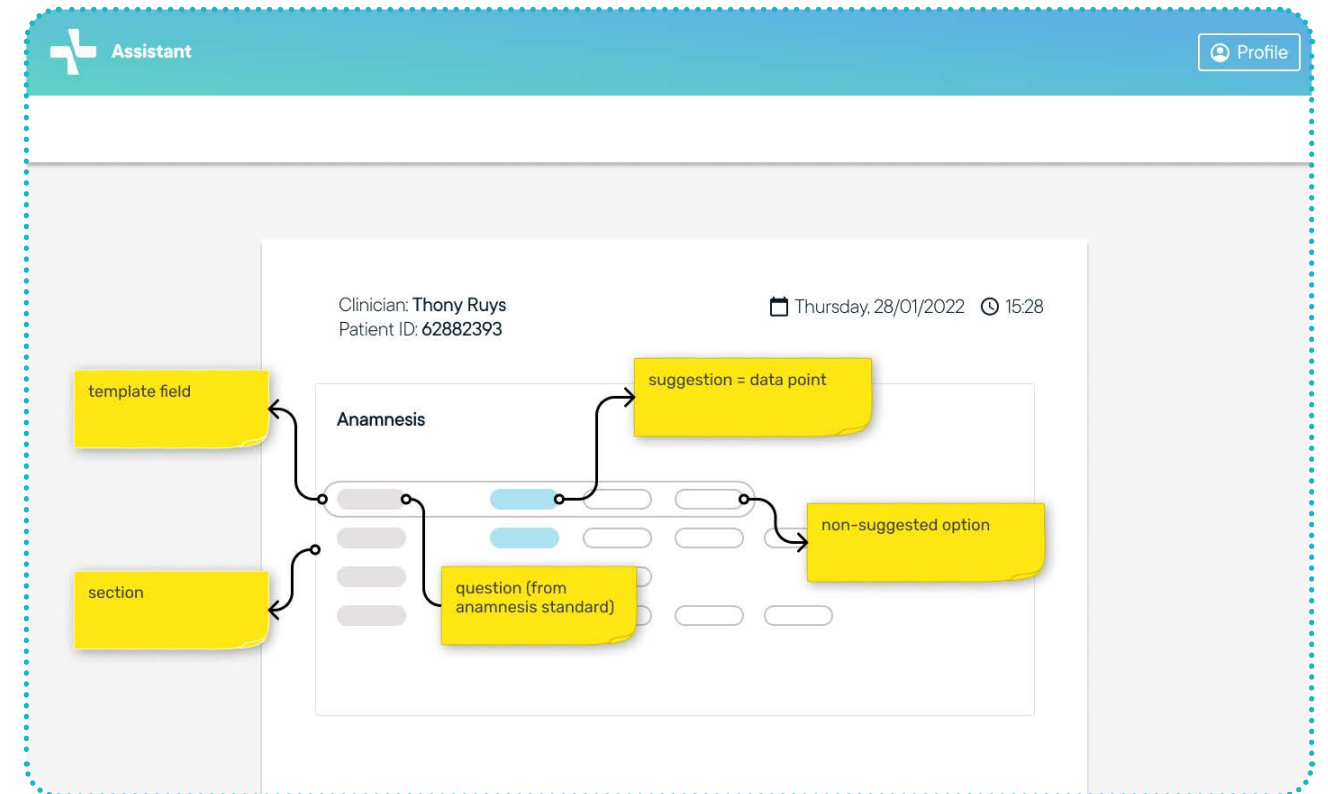 Assistant
Profile
Clinician: Thony Ruys
Patient ID: 62882393
Thursday, 28/01/2022
15:28
template field
suggestion = data point
Anamnesis
non-suggested option
section
question (from
anamnesis standard)